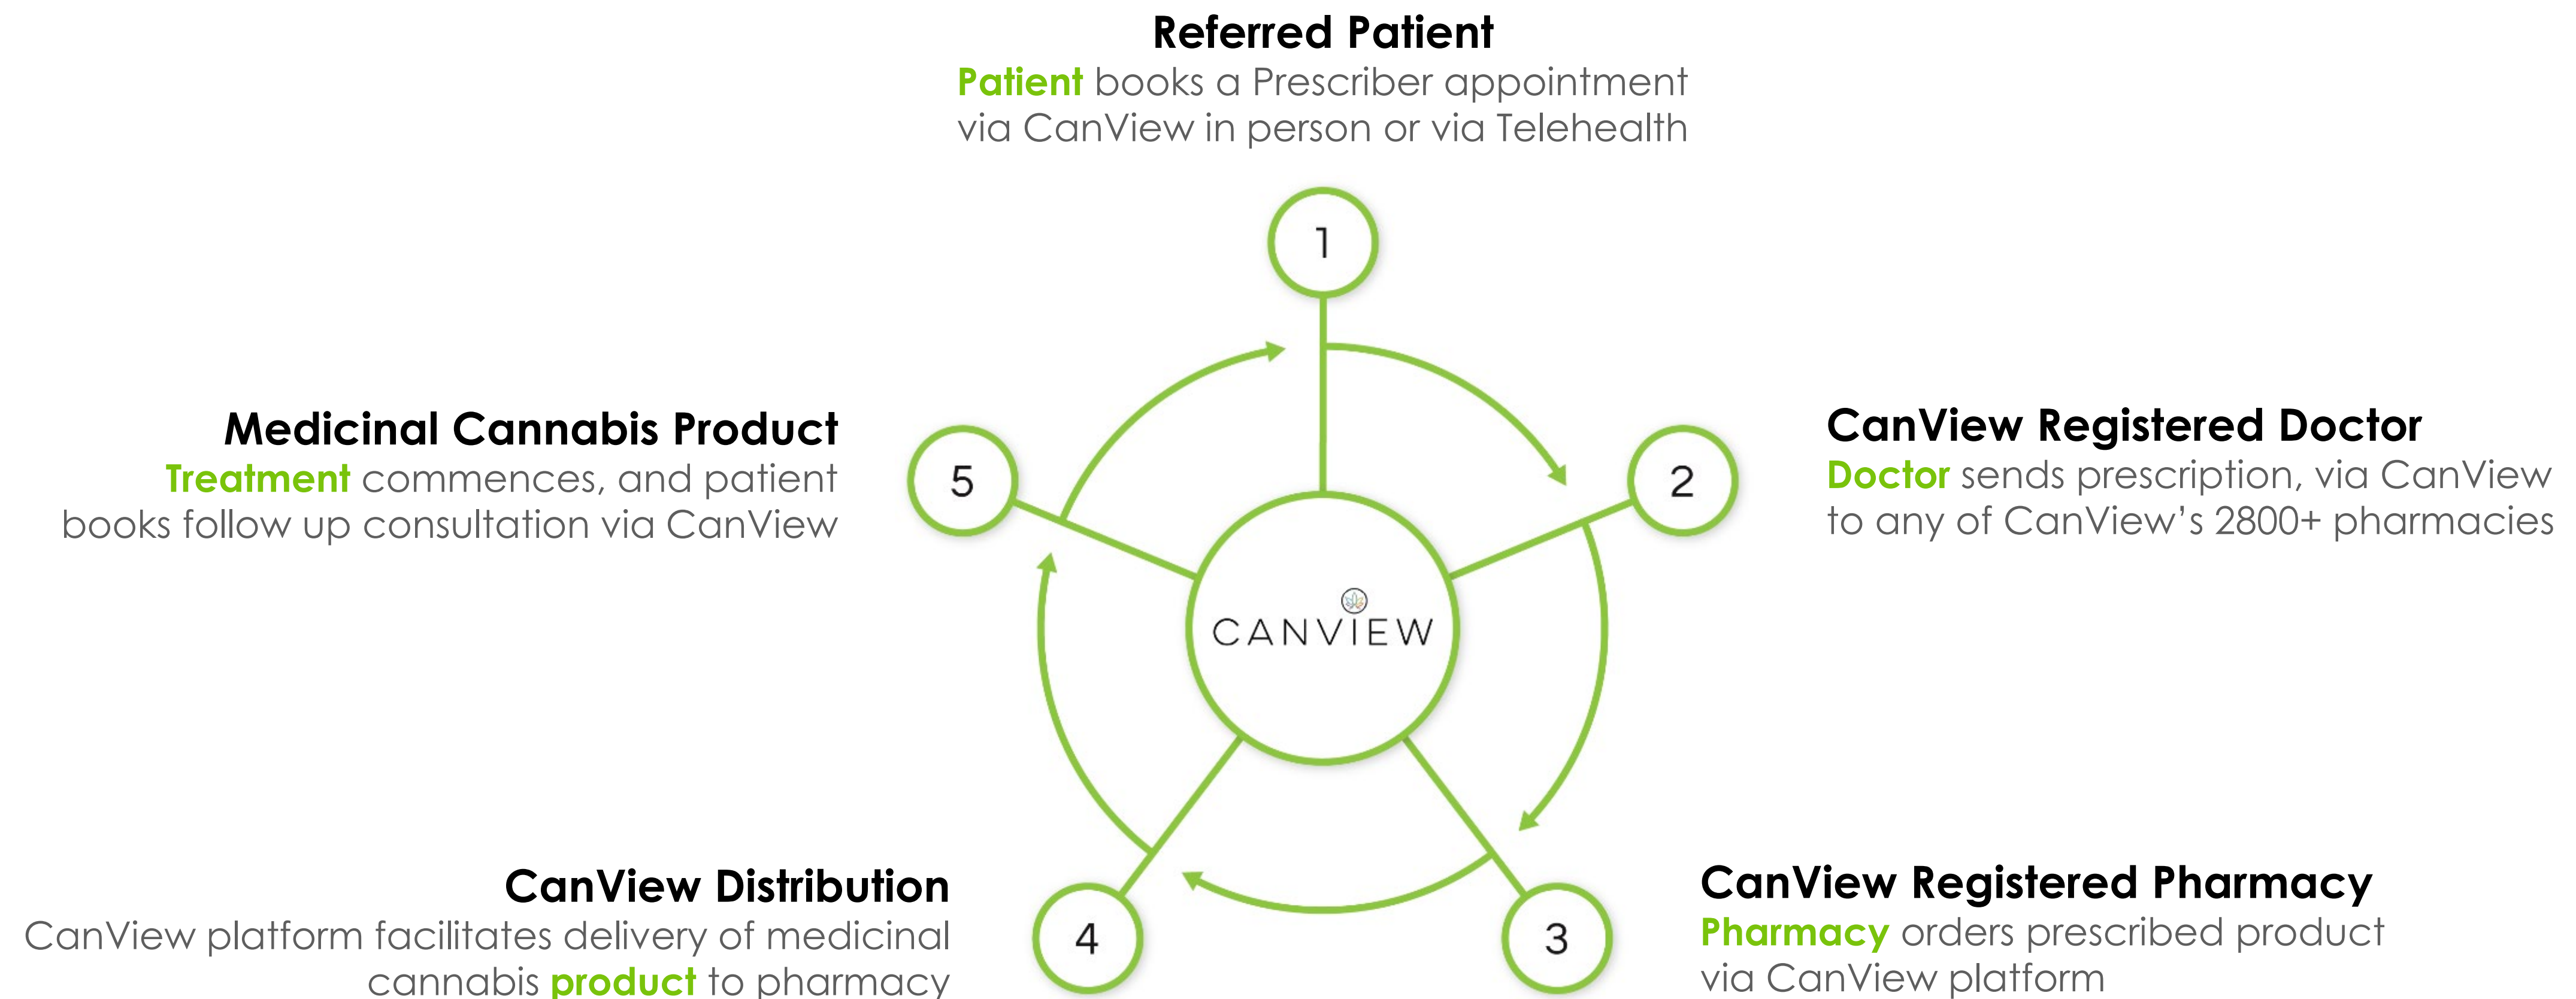 Referred Patient
Patient books a Prescriber appointment
via CanView in person or via Telehealth
1
2
CanView Registered Doctor
Doctor sends prescription, via CanView
to any of CanView’s 2800+ pharmacies
3
CanView Registered Pharmacy
Pharmacy orders prescribed product
via CanView platform
4
CanView Distribution
CanView platform facilitates delivery of medicinal
cannabis product to pharmacy
5
Medicinal Cannabis Product
Treatment commences, and patient
books follow up consultation via CanView
CANVIEW